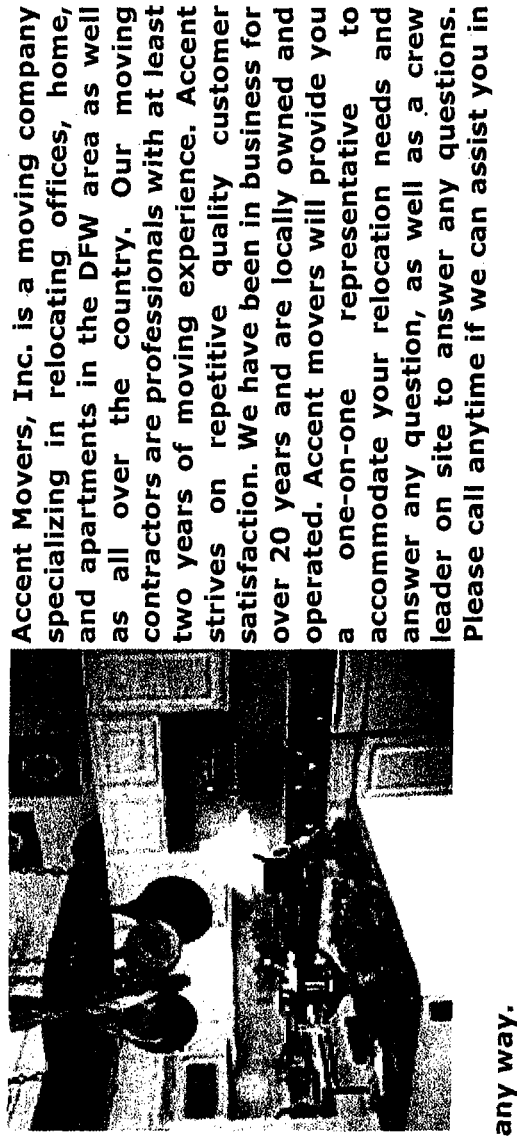 Accent Movers, Inc. is a moving company
specializing in relocating offices, home,
and apartments in the DFW area as well
as all over the country. Our moving
contractors are professionals with at least
two years of moving experience. Accent
strives on repetitive quality customer
satisfaction. We have been in business for
over 20 years and are locally owned and
operated. Accent movers will provide you
a one-on-one representative to
accommodate your relocation needs and
answer any question, as well as a crew
leader on site to answer any questions.
Please call anytime if we can assist you in
any way.